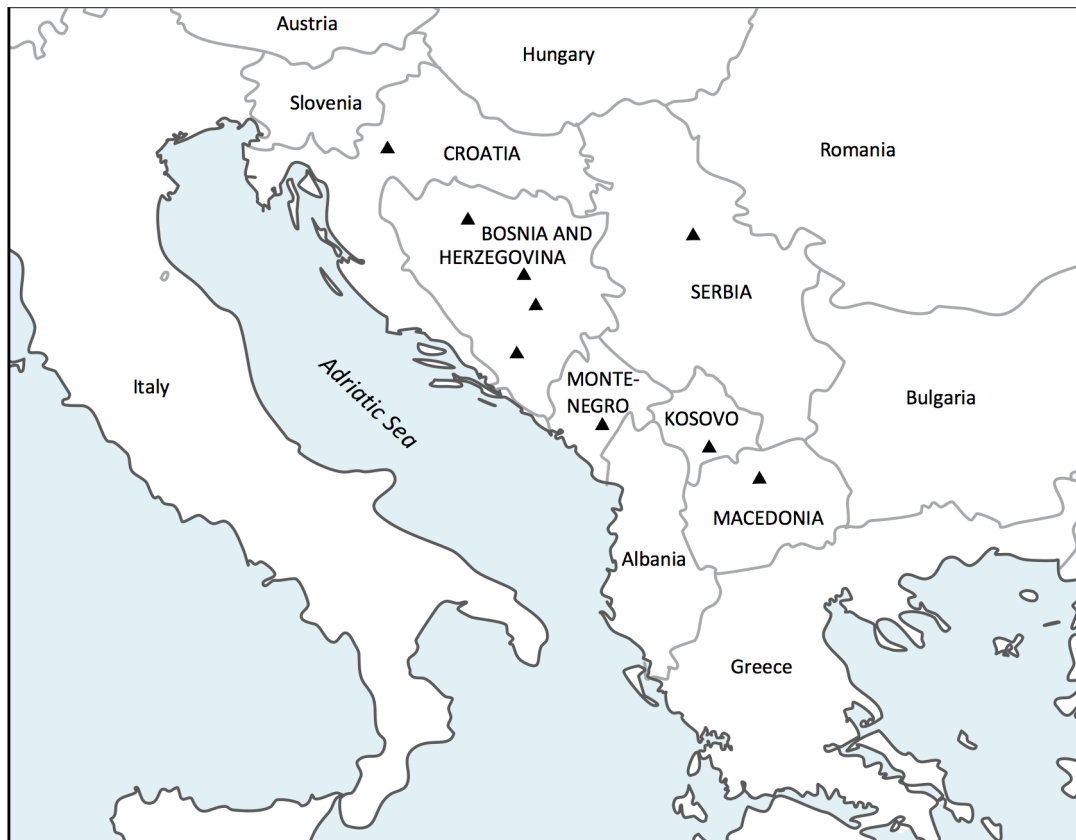 Austria
Hungary
Slovenia
CROATIA
Romania
BOSNIA AND
HERZEGOVINA
SERBIA
Italy
Adriatic Sea
MONTE-
NEGRO
KOSOVO
Bulgaria
MACEDONIA
Albania
Greece